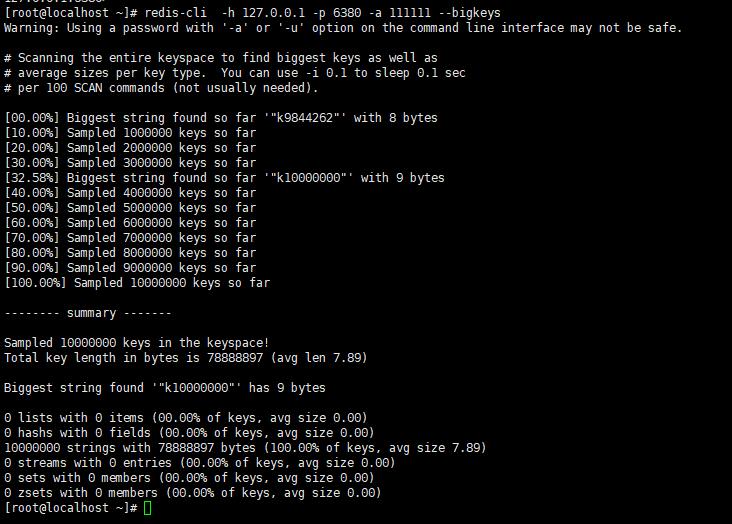 [root@localhost ~]# redis-cli  -h 127.0.0.1 -p 6380 -a 111111 --bigkeys
Warning: Using a password with '-a' or '-u' option on the command line interface may not be safe.
# Scanning the entire keyspace to find biggest keys as well as
# average sizes per key type.  You can use -i 0.1 to sleep 0.1 sec
# per 100 SCAN commands (not usually needed).
[00.00%] Biggest string found so far '"k9844262"' with 8 bytes
[10.00%] Sampled 1000000 keys so far
[20.00%] Sampled 2000000 keys so far
[30.00%] Sampled 3000000 keys so far
[32.58%] Biggest string found so far '"k10000000"' with 9 bytes
[40.00%] Sampled 4000000 keys so far
[50.00%] Sampled 5000000 keys so far
[60.00%] Sampled 6000000 keys so far
[70.00%] Sampled 7000000 keys so far
[80.00%] Sampled 8000000 keys so far
[90.00%] Sampled 9000000 keys so far
[100.00%] Sampled 10000000 keys so far
-------- summary -------
Sampled 10000000 keys in the keyspace!
Total key length in bytes is 78888897 (avg len 7.89)
Biggest string found '"k10000000"' has 9 bytes
0 lists with 0 items (00.00% of keys, avg size 0.00)
0 hashs with 0 fields (00.00% of keys, avg size 0.00)
10000000 strings with 78888897 bytes (100.00% of keys, avg size 7.89)
0 streams with 0 entries (00.00% of keys, avg size 0.00)
0 sets with 0 members (00.00% of keys, avg size 0.00)
0 zsets with 0 members (00.00% of keys, avg size 0.00)
[root@localhost ~]#